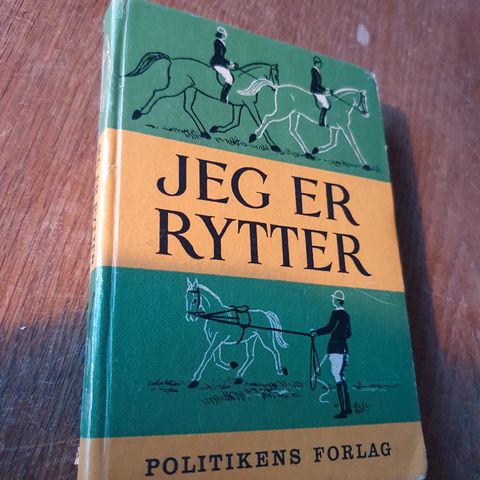 JEG ER
RYTTER
POLITIKENS FORLAG